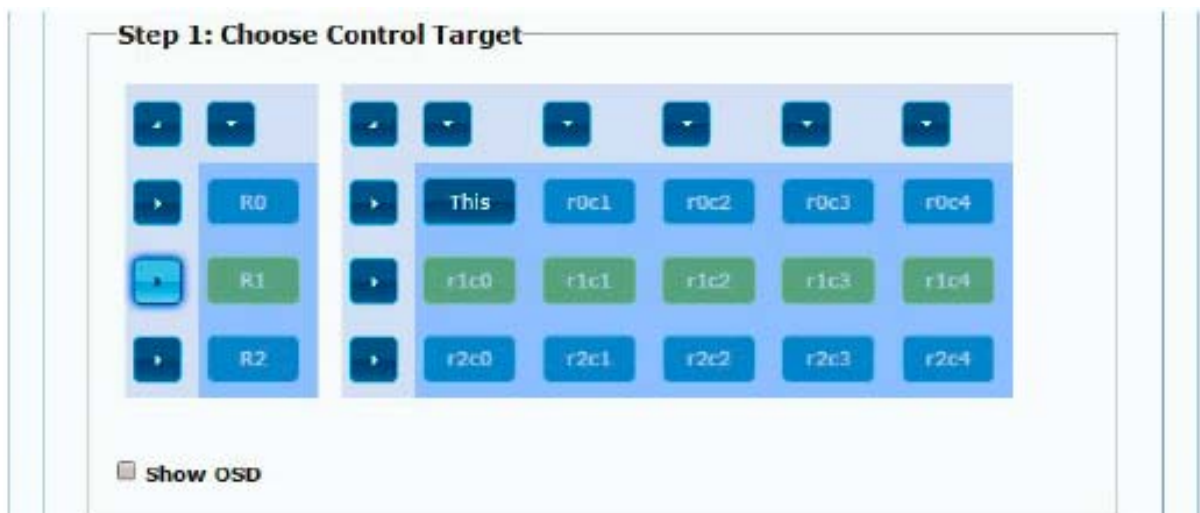 Step 1: Choose Control Target
R0 This r0c1 r0c2 r0c3 r0c4
R1 r1c0 r1c1 r1c2 r1c3 r1c4
R2 r2c0 r2c1 r2c2 r2c3 r2c4
Show OSD